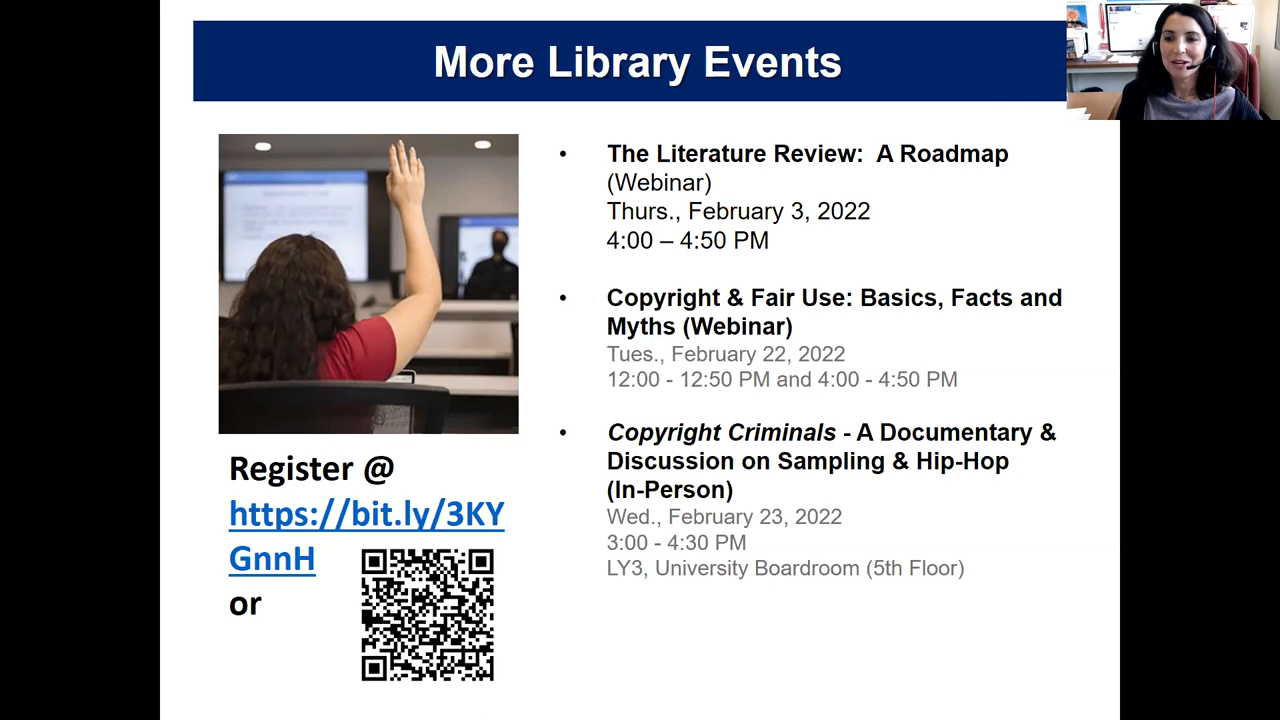 More Library Events
• The Literature Review:  A Roadmap
(Webinar)
Thurs., February 3, 2022
4:00 – 4:50 PM
• Copyright & Fair Use: Basics, Facts and
Myths (Webinar)
Tues., February 22, 2022
12:00 - 12:50 PM and 4:00 - 4:50 PM
• Copyright Criminals - A Documentary &
Discussion on Sampling & Hip-Hop
(In-Person)
Wed., February 23, 2022
3:00 - 4:30 PM
LY3, University Boardroom (5th Floor)
Register @
https://bit.ly/3KY
GnnH
or